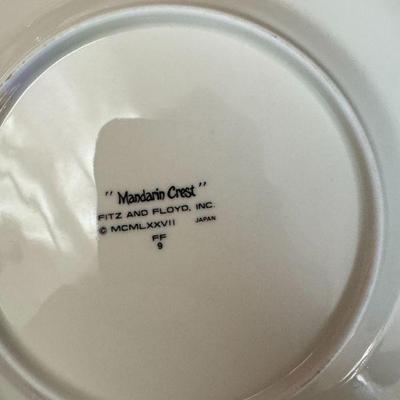 "Mandarin Crest"
FITZ AND FLOYD, INC.
© MCMLXXVII JAPAN
FF
9